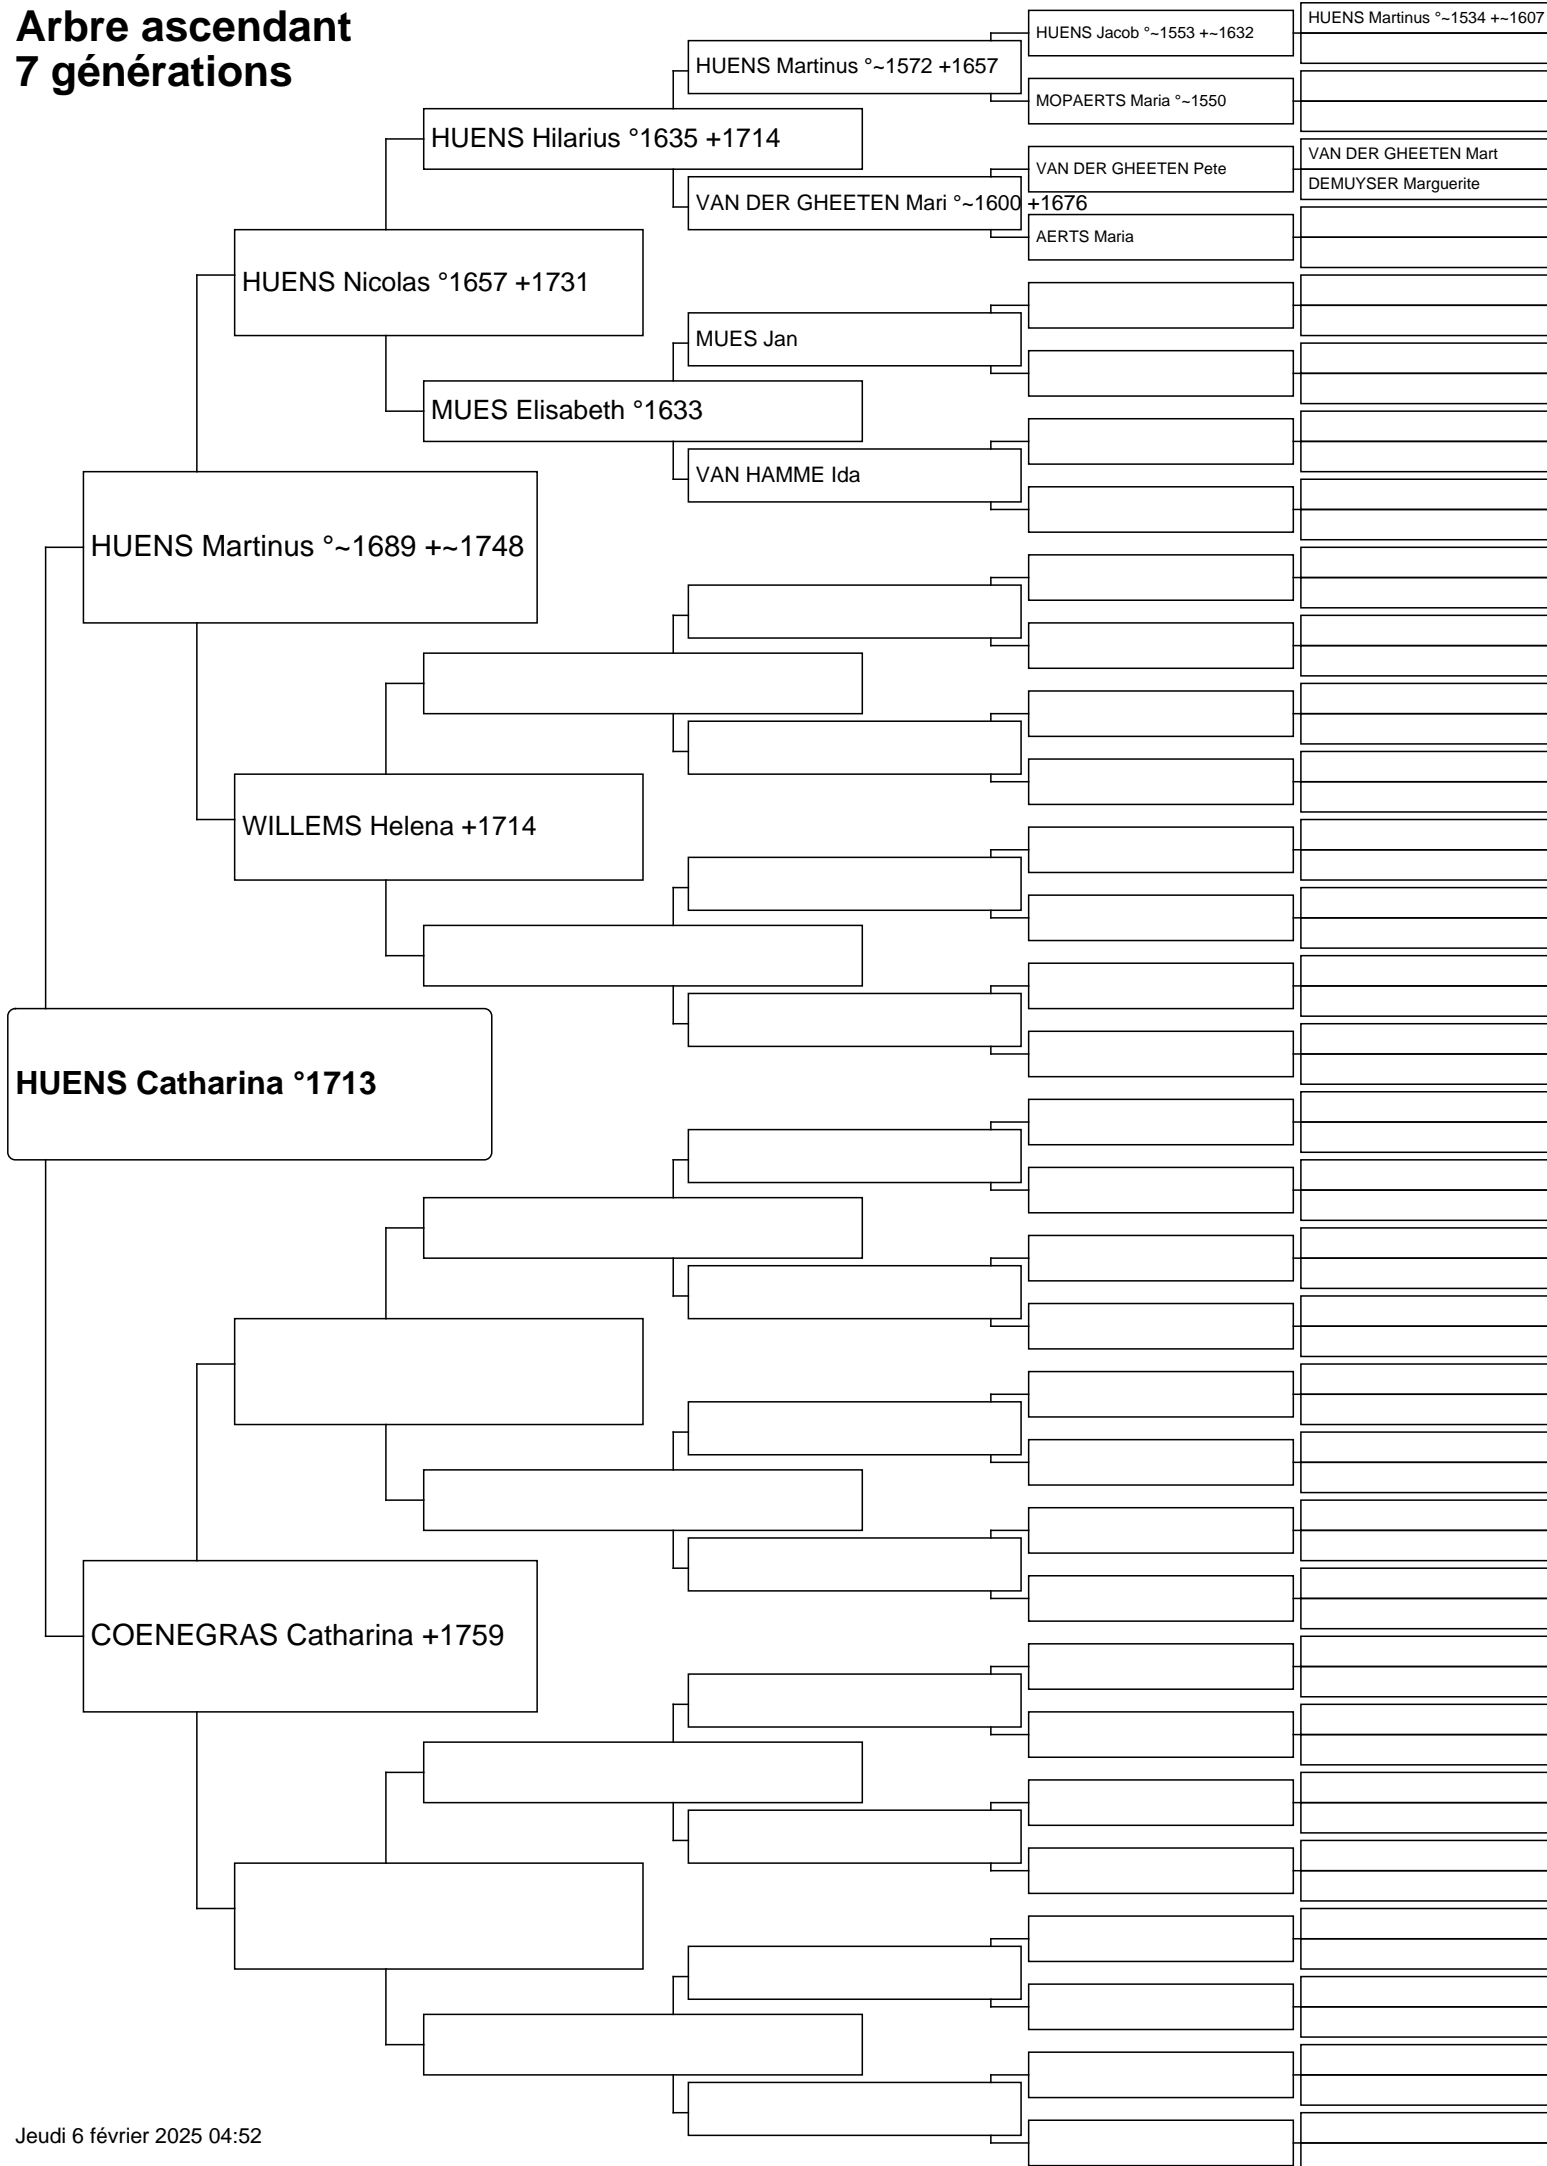 Arbre ascendant
7 générations
HUENS Martinus °~1534 +~1607
HUENS Jacob °~1553 +~1632
HUENS Martinus °~1572 +1657
MOPAERTS Maria °~1550
HUENS Hilarius °1635 +1714
VAN DER GHEETEN Mart
VAN DER GHEETEN Pete
DEMUYSER Marguerite
VAN DER GHEETEN Mari °~1600 +1676
AERTS Maria
HUENS Nicolas °1657 +1731
MUES Jan
MUES Elisabeth °1633
VAN HAMME Ida
HUENS Martinus °~1689 +~1748
WILLEMS Helena +1714
HUENS Catharina °1713
COENEGRAS Catharina +1759
Jeudi 6 février 2025 04:52